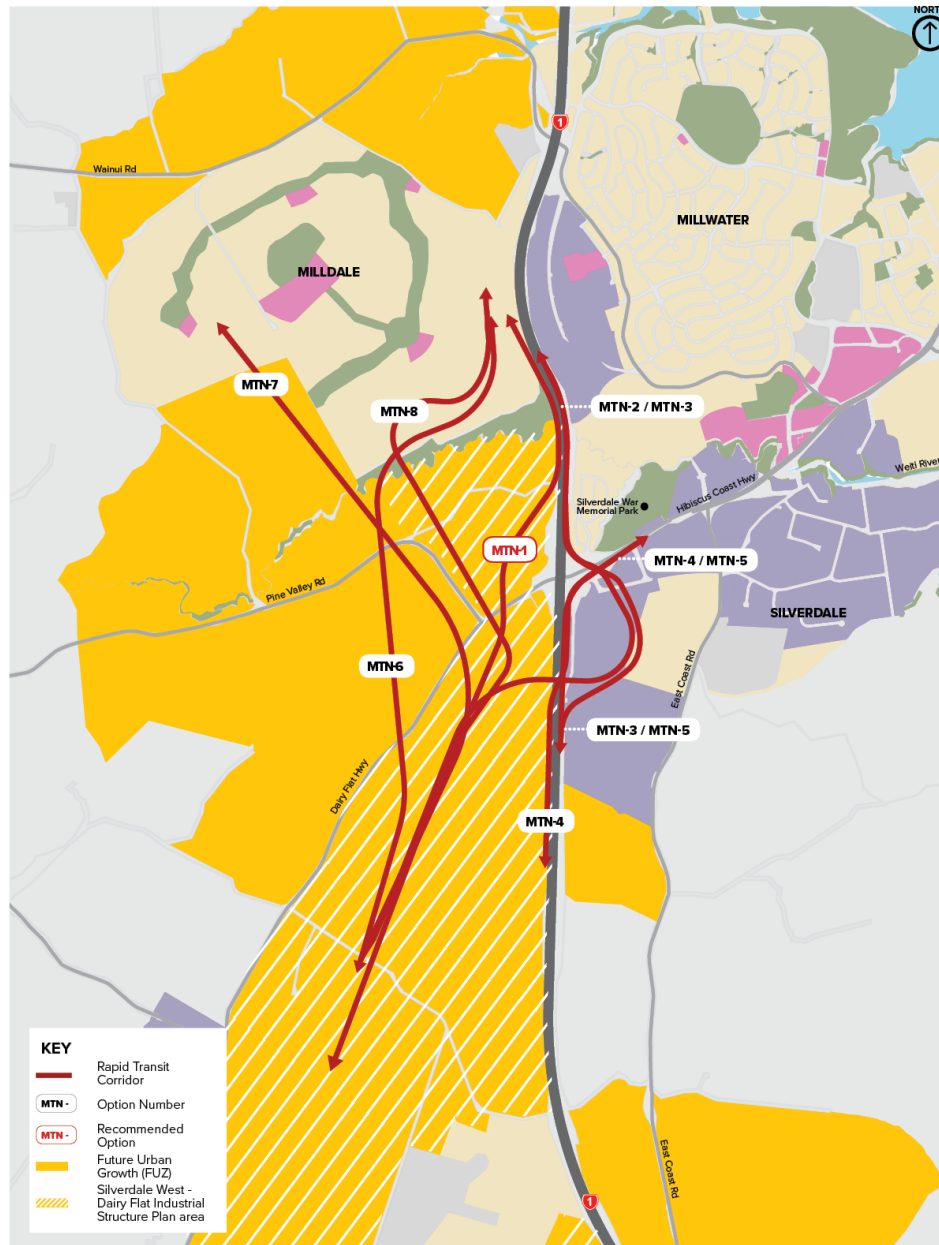 NORTH
1
Wainui Rd
MILLWATER
MILLDALE
MTN-7
MTN-8
MTN-2 / MTN-3
Weiti River
Hibiscus Coast Hwy
Silverdale War
Memorial Park
MTN-1
MTN-4 / MTN-5
Pine Valley Rd
SILVERDALE
MTN-6
East Coast Rd
MTN-3 / MTN-5
Dairy Flat Hwy
MTN-4
KEY
Rapid Transit
Corridor
MTN -
Option Number
MTN -
Recommended
Option
Future Urban
Growth (FUZ)
Silverdale West -
Dairy Flat Industrial
Structure Plan area
East Coast Rd
1